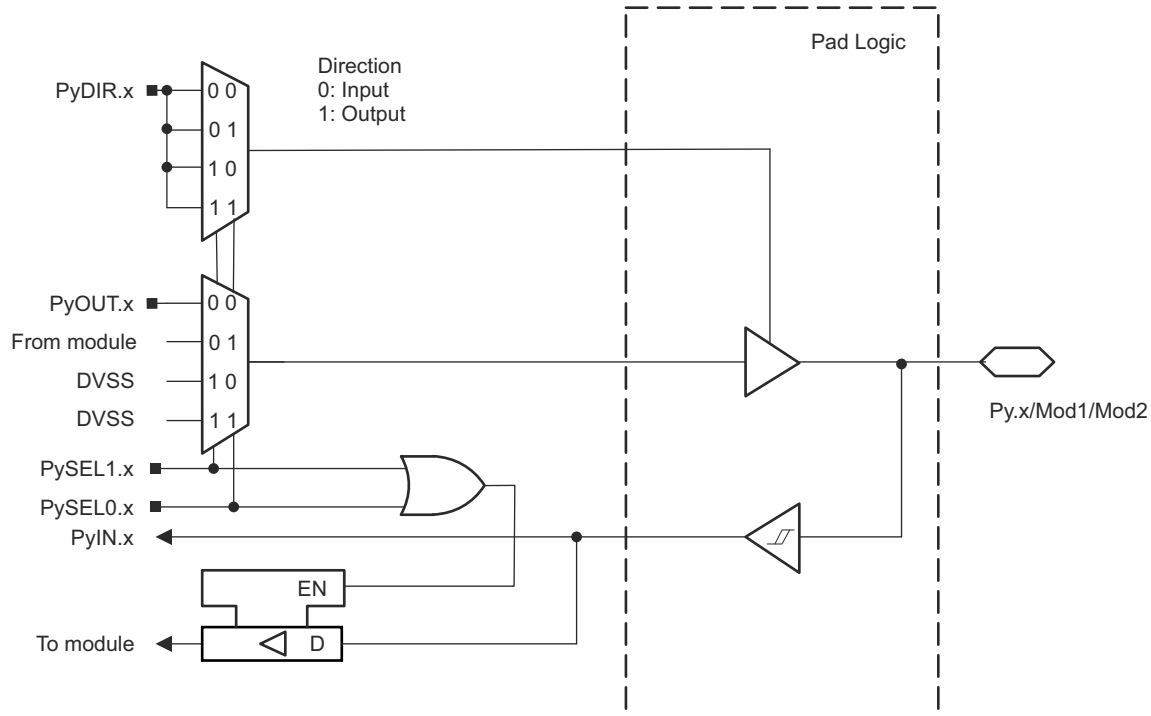 Pad Logic
Direction
0: Input
1: Output
PyDIR.x
0 0
0 1
1 0
1 1
PyOUT.x
0 0
From module
0 1
DVSS
1 0
DVSS
1 1
PySEL1.x
PySEL0.x
PyIN.x
Py.x/Mod1/Mod2
EN
To module
D